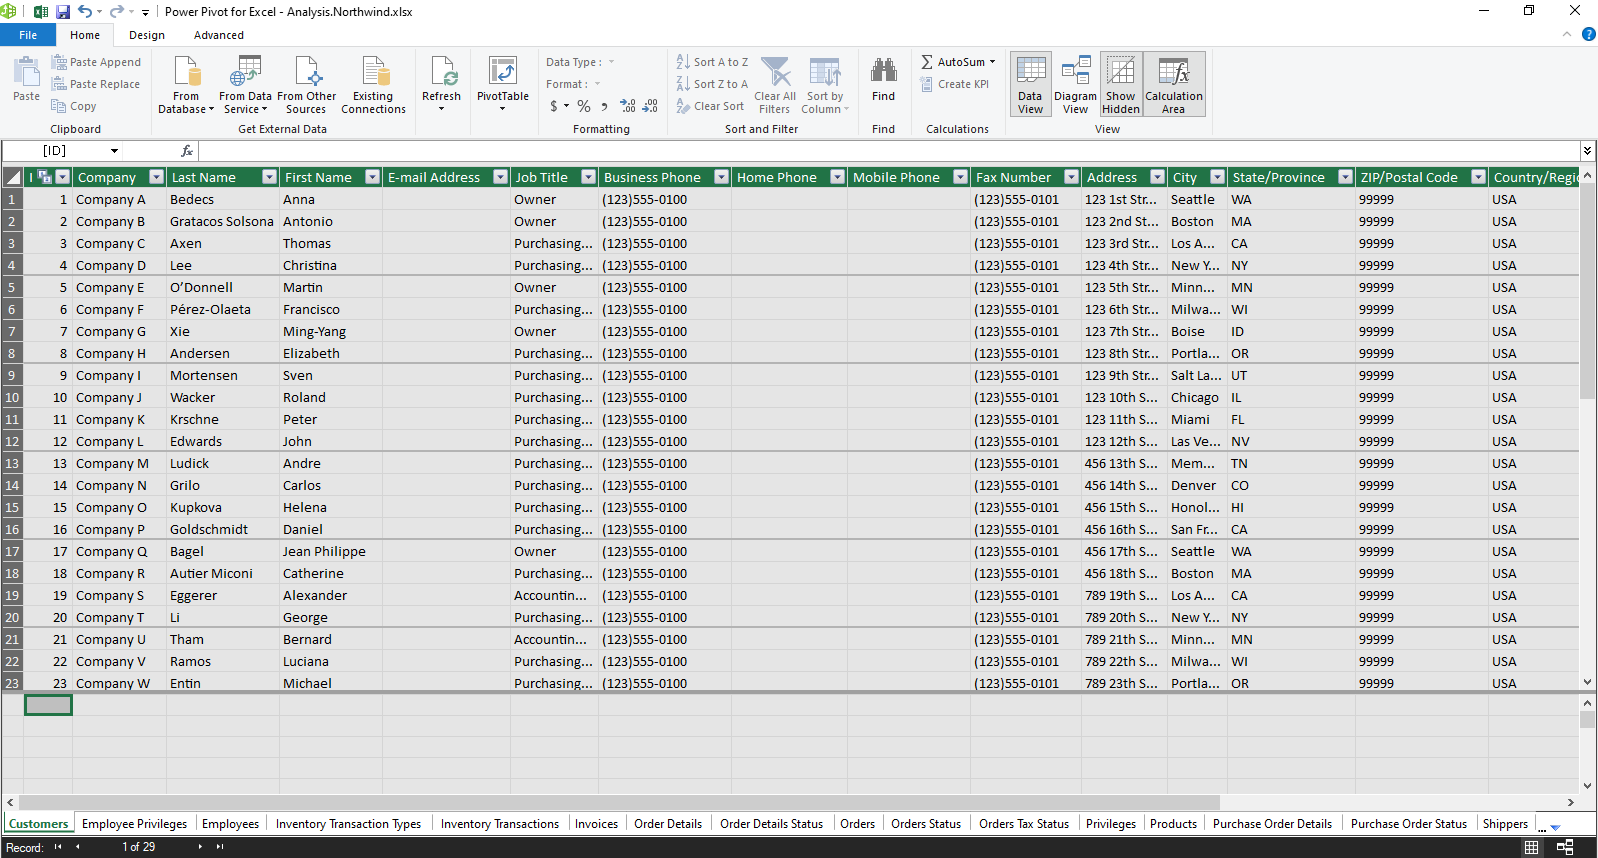 Power Pivot for Excel - Analysis.Northwind.xlsx
File Home Design Advanced
Paste Paste Append Paste Replace Copy Clipboard
From Database From Data Service From Other Sources Existing Connections Get External Data
Refresh PivotTable
Data Type : Format : $ % , .00 .00 Formatting
Sort A to Z Sort Z to A Clear Sort Clear All Filters Sort by Column Sort and Filter
Find Find
AutoSum Create KPI Calculations
Data View Diagram View Show Hidden Calculation Area View
[ID] fx
I Company Last Name First Name E-mail Address Job Title Business Phone Home Phone Mobile Phone Fax Number Address City State/Province ZIP/Postal Code Country/Regio
1 1 Company A Bedecs Anna Owner (123)555-0100 (123)555-0101 123 1st Str... Seattle WA 99999 USA
2 2 Company B Gratacos Solsona Antonio Owner (123)555-0100 (123)555-0101 123 2nd St... Boston MA 99999 USA
3 3 Company C Axen Thomas Purchasing... (123)555-0100 (123)555-0101 123 3rd Str... Los A... CA 99999 USA
4 4 Company D Lee Christina Purchasing... (123)555-0100 (123)555-0101 123 4th Str... New Y... NY 99999 USA
5 5 Company E O’Donnell Martin Owner (123)555-0100 (123)555-0101 123 5th Str... Minn... MN 99999 USA
6 6 Company F Pérez-Olaeta Francisco Purchasing... (123)555-0100 (123)555-0101 123 6th Str... Milwa... WI 99999 USA
7 7 Company G Xie Ming-Yang Owner (123)555-0100 (123)555-0101 123 7th Str... Boise ID 99999 USA
8 8 Company H Andersen Elizabeth Purchasing... (123)555-0100 (123)555-0101 123 8th Str... Portla... OR 99999 USA
9 9 Company I Mortensen Sven Purchasing... (123)555-0100 (123)555-0101 123 9th Str... Salt La... UT 99999 USA
10 10 Company J Wacker Roland Purchasing... (123)555-0100 (123)555-0101 123 10th S... Chicago IL 99999 USA
11 11 Company K Krschne Peter Purchasing... (123)555-0100 (123)555-0101 123 11th S... Miami FL 99999 USA
12 12 Company L Edwards John Purchasing... (123)555-0100 (123)555-0101 123 12th S... Las Ve... NV 99999 USA
13 13 Company M Ludick Andre Purchasing... (123)555-0100 (123)555-0101 456 13th S... Mem... TN 99999 USA
14 14 Company N Grilo Carlos Purchasing... (123)555-0100 (123)555-0101 456 14th S... Denver CO 99999 USA
15 15 Company O Kupkova Helena Purchasing... (123)555-0100 (123)555-0101 456 15th S... Honol... HI 99999 USA
16 16 Company P Goldschmidt Daniel Purchasing... (123)555-0100 (123)555-0101 456 16th S... San Fr... CA 99999 USA
17 17 Company Q Bagel Jean Philippe Owner (123)555-0100 (123)555-0101 456 17th S... Seattle WA 99999 USA
18 18 Company R Autier Miconi Catherine Purchasing... (123)555-0100 (123)555-0101 456 18th S... Boston MA 99999 USA
19 19 Company S Eggerer Alexander Accountin... (123)555-0100 (123)555-0101 789 19th S... Los A... CA 99999 USA
20 20 Company T Li George Purchasing... (123)555-0100 (123)555-0101 789 20th S... New Y... NY 99999 USA
21 21 Company U Tham Bernard Accountin... (123)555-0100 (123)555-0101 789 21th S... Minn... MN 99999 USA
22 22 Company V Ramos Luciana Purchasing... (123)555-0100 (123)555-0101 789 22th S... Milwa... WI 99999 USA
23 23 Company W Entin Michael Purchasing... (123)555-0100 (123)555-0101 789 23th S... Portla... OR 99999 USA
Customers Employee Privileges Employees Inventory Transaction Types Inventory Transactions Invoices Order Details Order Details Status Orders Orders Status Orders Tax Status Privileges Products Purchase Order Details Purchase Order Status Shippers ...
Record: 1 of 29